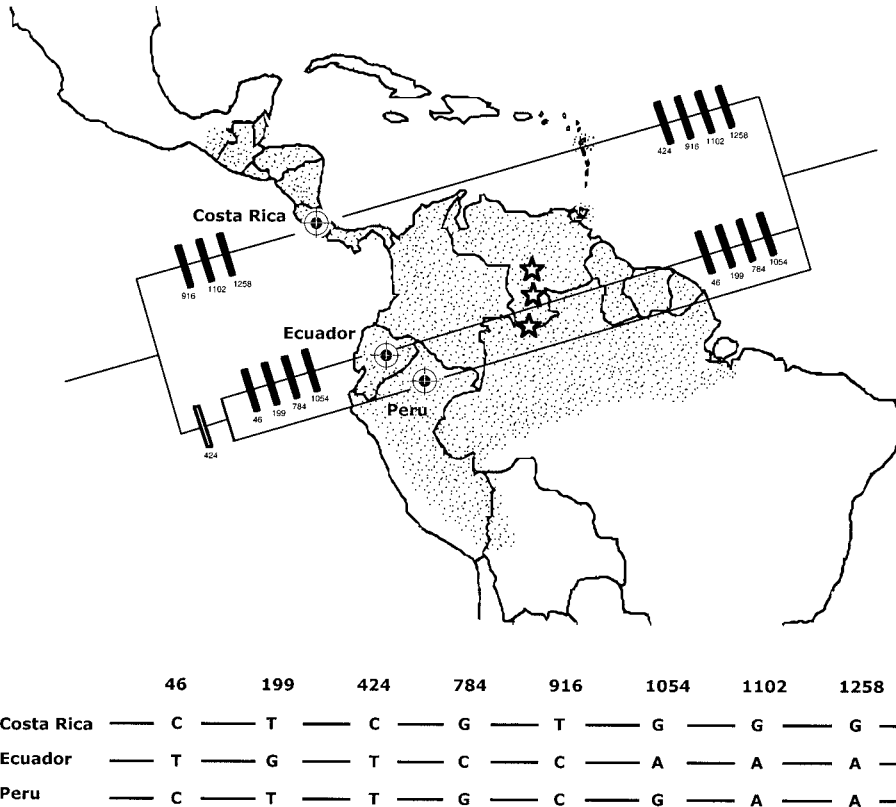 424 916 1102 1258
Costa Rica
46 199 784 1054
916 1102 1258
Ecuador
46 199 784 1054
Peru
424
46 199 424 784 916 1054 1102 1258
Costa Rica — C — T — C — G — T — G — G — G —
Ecuador — T — G — T — C — C — A — A — A —
Peru — C — T — T — G — C — G — A — A —